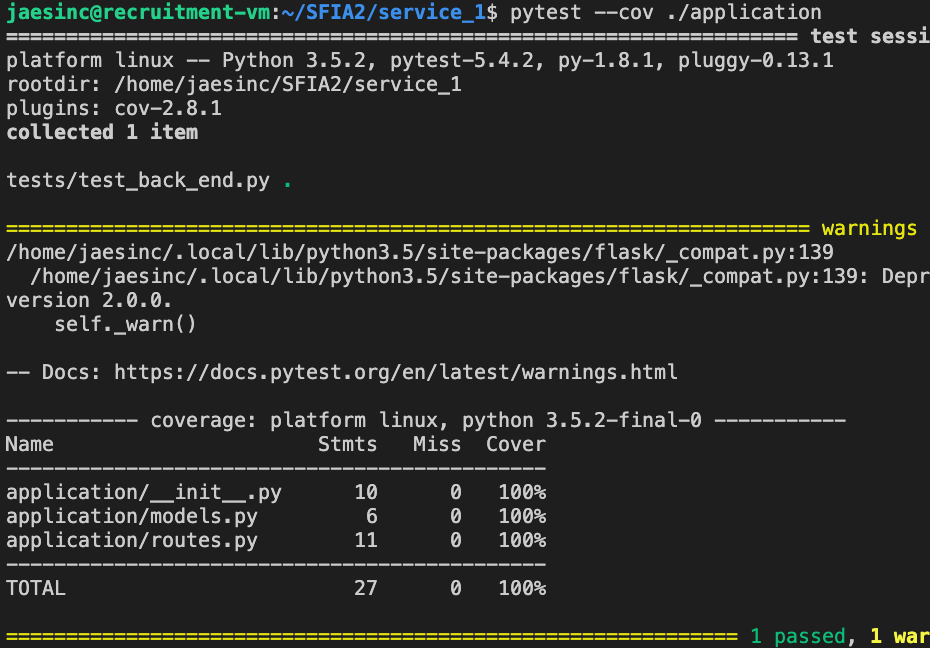 jaesinc@recruitment-vm:~/SFIA2/service_1$ pytest --cov ./application
================================================================== test sessi
platform linux -- Python 3.5.2, pytest-5.4.2, py-1.8.1, pluggy-0.13.1
rootdir: /home/jaesinc/SFIA2/service_1
plugins: cov-2.8.1
collected 1 item
tests/test_back_end.py .
=================================================================== warnings
/home/jaesinc/.local/lib/python3.5/site-packages/flask/_compat.py:139
  /home/jaesinc/.local/lib/python3.5/site-packages/flask/_compat.py:139: Depr
version 2.0.0.
    self._warn()
-- Docs: https://docs.pytest.org/en/latest/warnings.html
----------- coverage: platform linux, python 3.5.2-final-0 -----------
Name                      Stmts   Miss  Cover
---------------------------------------------
application/__init__.py      10      0   100%
application/models.py         6      0   100%
application/routes.py        11      0   100%
---------------------------------------------
TOTAL                        27      0   100%
============================================================= 1 passed, 1 war